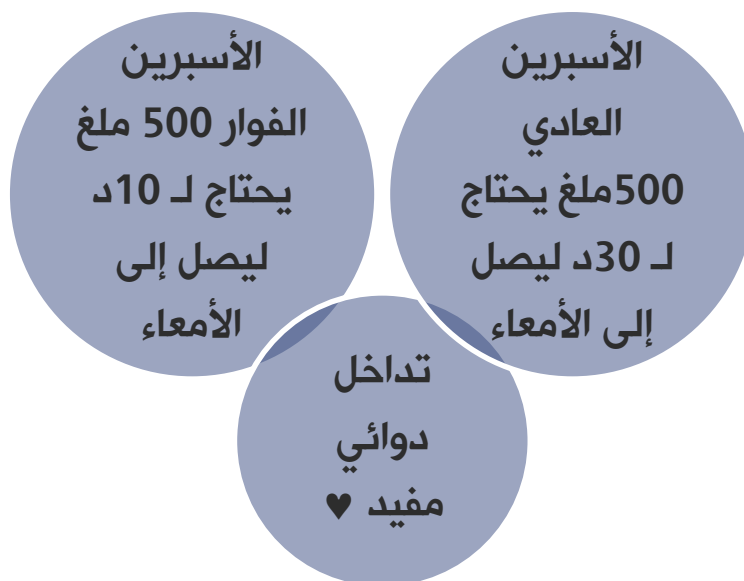 الأسبرين
العادي
500ملغ يحتاج
لـ 30د ليصل
إلى الأمعاء
الأسبرين
الفوار 500 ملغ
يحتاج لـ 10د
ليصل إلى
الأمعاء
تداخل
دوائي
مفيد ♥